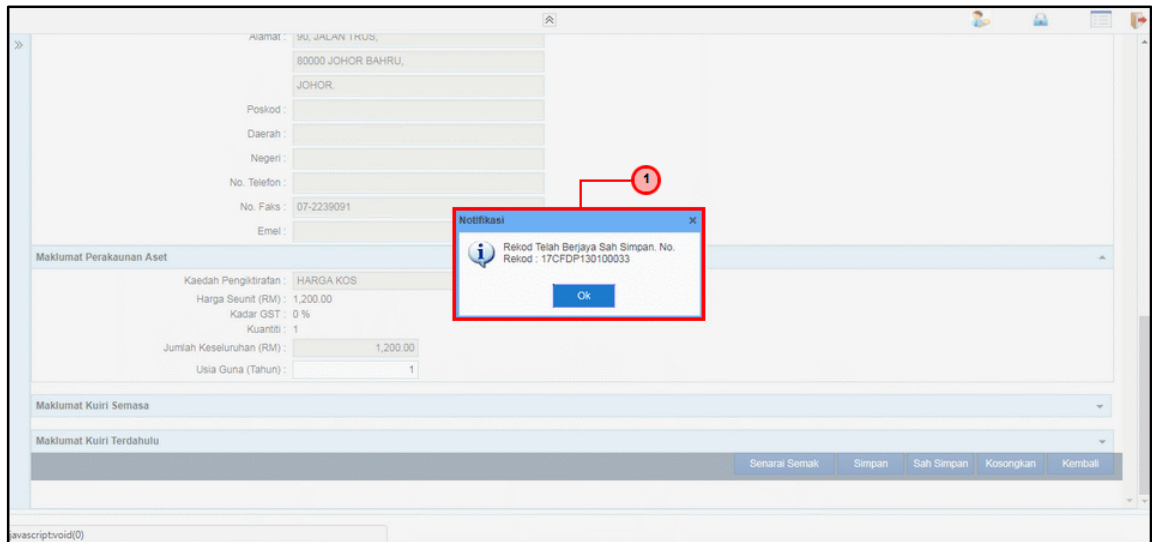 Alamat : 90, JALAN TRUS,
80000 JOHOR BAHRU,
JOHOR.
Poskod :
Daerah :
Negeri :
No. Telefon :
No. Faks : 07-2239091
Emel :
1
Notifikasi x
Rekod Telah Berjaya Sah Simpan. No.
Rekod : 17CFDP130100033
Ok
Maklumat Perakaunan Aset
Kaedah Pengiktirafan : HARGA KOS
Harga Seunit (RM) : 1,200.00
Kadar GST : 0 %
Kuantiti : 1
Jumlah Keseluruhan (RM) : 1,200.00
Usia Guna (Tahun) : 1
Maklumat Kuiri Semasa
Maklumat Kuiri Terdahulu
Senarai Semak Simpan Sah Simpan Kosongkan Kembali
javascript:void(0)